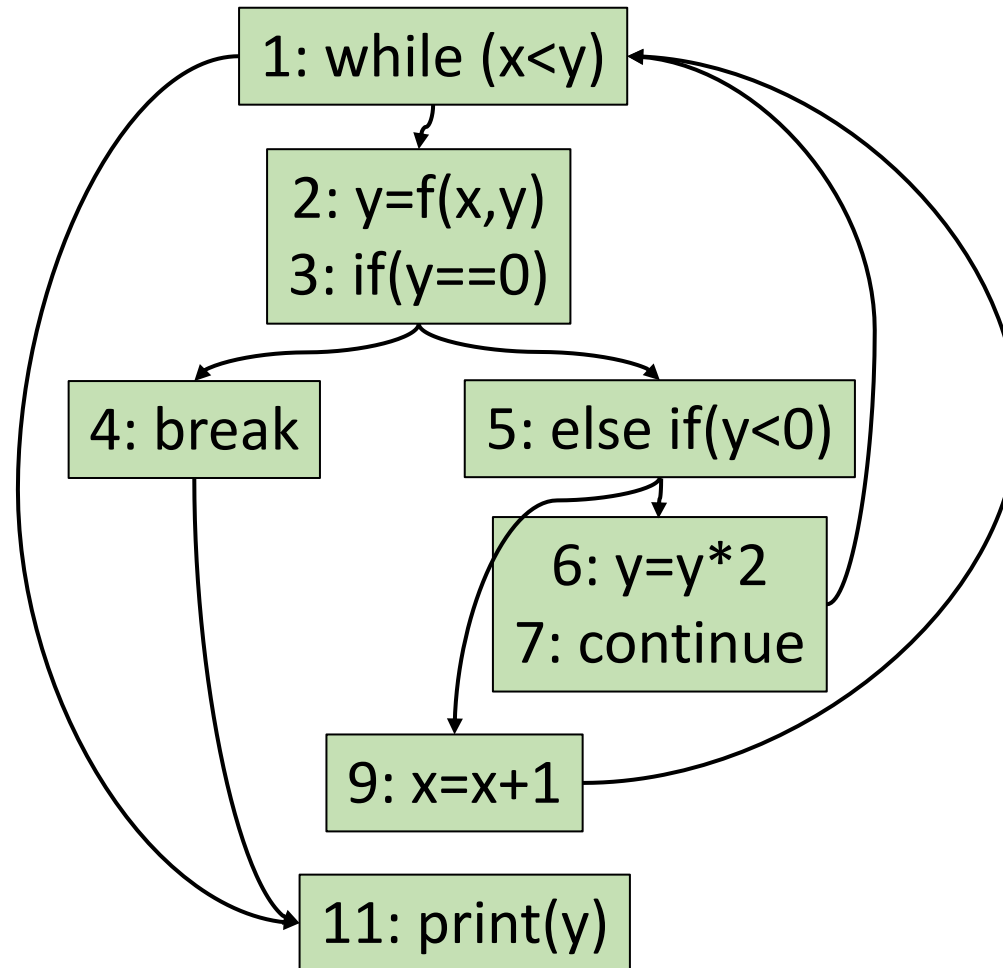 1: while (x<y)
2: y=f(x,y)
3: if(y==0)
4: break
5: else if(y<0)
6: y=y*2
7: continue
9: x=x+1
11: print(y)